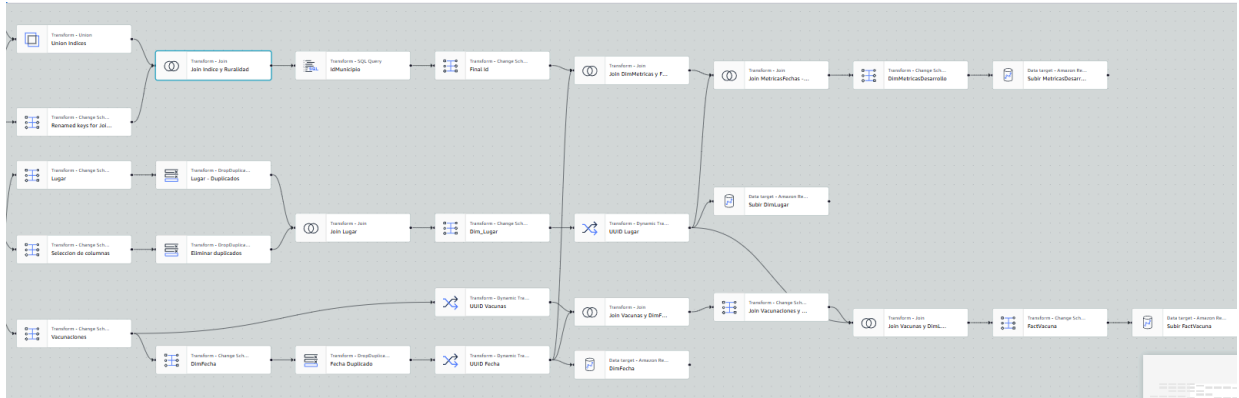 Transform - Union
Union Indices
Transform - Join
Join Indice y Ruralidad
Transform - SQL Query
IdMunicipio
Transform - Change Sch...
Final Id
Transform - Join
Join DimMetricas y F...
Transform - Join
Join MetricasFechas -...
Transform - Change Sch...
DimMetricasDesarrollo
Data target - Amazon Re...
Subir MetricasDesarr...
Transform - Change Sch...
Renamed keys for Joi...
Transform - Change Sch...
Lugar
Transform - DropDuplica...
Lugar - Duplicados
Transform - Change Sch...
Seleccion de columnas
Transform - DropDuplica...
Eliminar duplicados
Transform - Join
Join Lugar
Transform - Change Sch...
Dim_Lugar
Transform - Dynamic Tra...
UUID Lugar
Data target - Amazon Re...
Subir DimLugar
Transform - Change Sch...
Vacunaciones
Transform - Dynamic Tra...
UUID Vacunas
Transform - Join
Join Vacunas y DimF...
Transform - Change Sch...
Join Vacunaciones y ...
Transform - Join
Join Vasunas y DimL...
Transform - Change Sch...
FactVacuna
Data target - Amazon Re...
Subir FactVacuna
Transform - Change Sch...
DimFecha
Transform - DropDuplica...
Fecha Duplicado
Transform - Dynamic Tra...
UUID Fecha
Data target - Amazon Re...
DimFecha